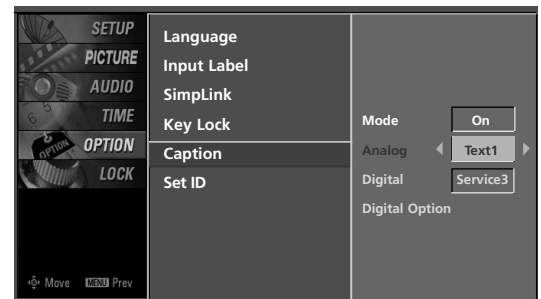 SETUP
PICTURE
AUDIO
TIME
OPTION
LOCK
Move MENU Prev
Language
Input Label
SimpLink
Key Lock
Caption
Set ID
Mode On
Analog Text1
Digital Service3
Digital Option